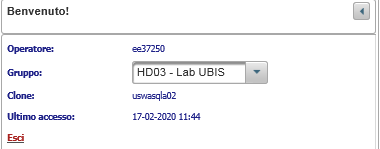 Benvenuto!
Operatore: ee37250
Gruppo: HD03 - Lab UBIS
Clone: uswasqla02
Ultimo accesso: 17-02-2020 11:44
Esci